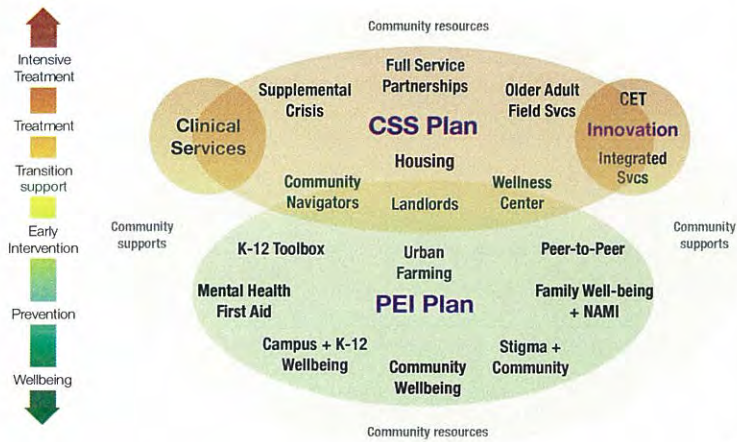 Community resources
Intensive
Treatment
Treatment
Transition
support
Early
Intervention
Prevention
Wellbeing
Full Service
Partnerships
Supplemental
Crisis
Older Adult
Field Svcs
CET
Clinical
Services
CSS Plan
Innovation
Housing
Integrated
Svcs
Community
Navigators
Landlords
Wellness
Center
Community
supports
Community
supports
K-12 Toolbox
Urban
Farming
Peer-to-Peer
Mental Health
First Aid
PEI Plan
Family Well-being
+ NAMI
Campus + K-12
Wellbeing
Community
Wellbeing
Stigma +
Community
Community resources